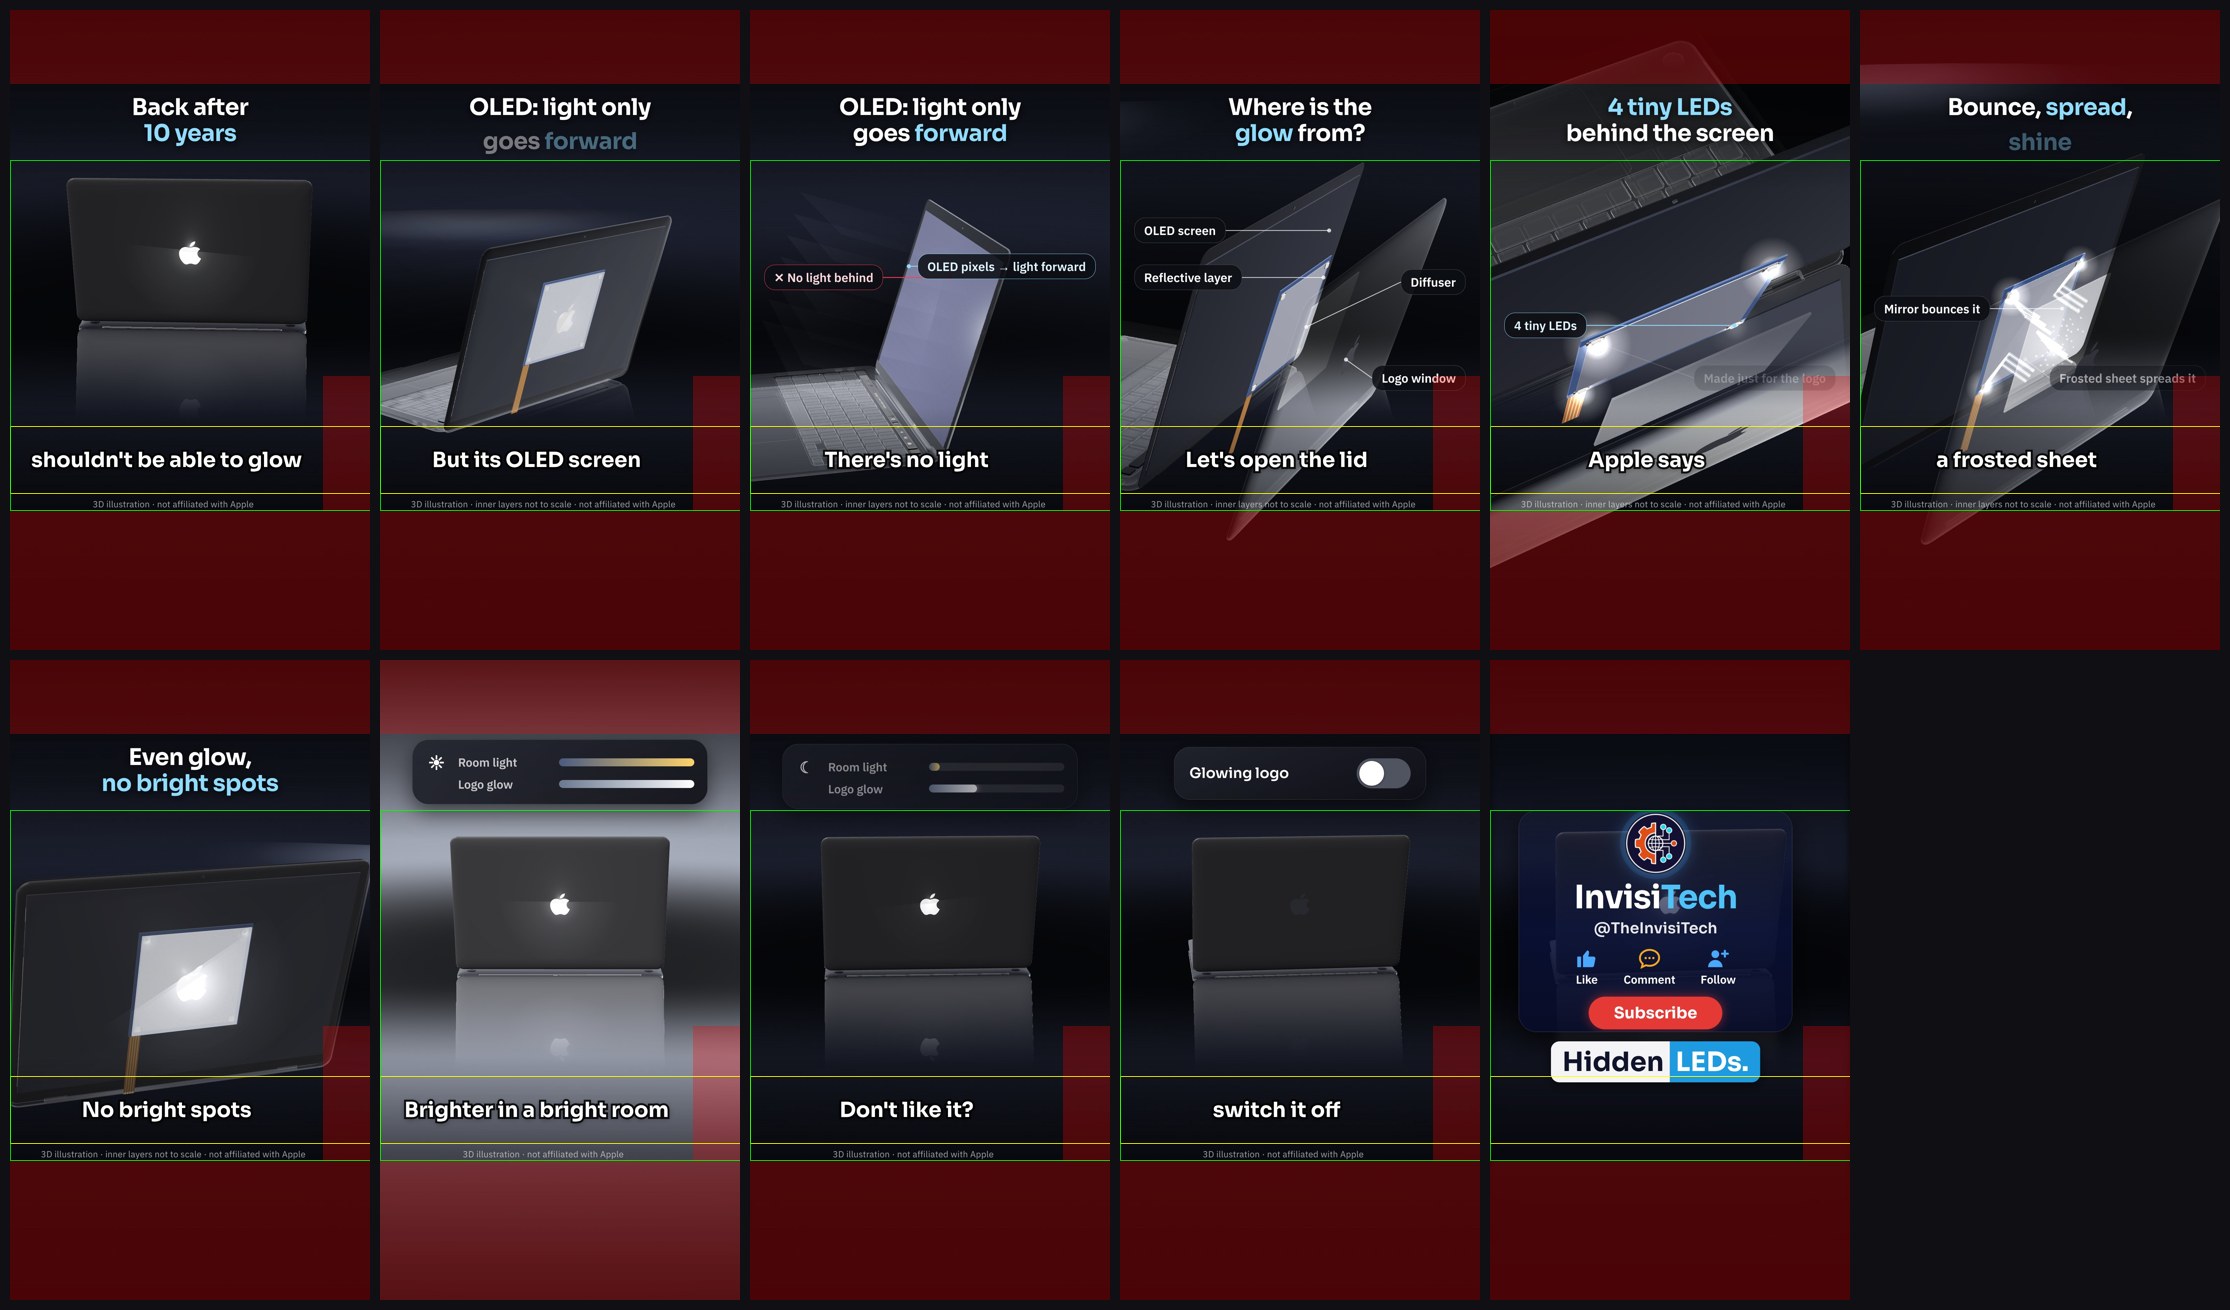 Back after
10 years
shouldn't be able to glow
3D illustration · not affiliated with Apple
OLED: light only
goes forward
But its OLED screen
3D illustration · inner layers not to scale · not affiliated with Apple
OLED: light only
goes forward
✕ No light behind
OLED pixels → light forward
There's no light
3D illustration · inner layers not to scale · not affiliated with Apple
Where is the
glow from?
OLED screen
Reflective layer
Diffuser
Logo window
Let's open the lid
3D illustration · inner layers not to scale · not affiliated with Apple
4 tiny LEDs
behind the screen
4 tiny LEDs
Made just for the logo
Apple says
3D illustration · inner layers not to scale · not affiliated with Apple
Bounce, spread,
shine
Mirror bounces it
Frosted sheet spreads it
a frosted sheet
3D illustration · inner layers not to scale · not affiliated with Apple
Even glow,
no bright spots
No bright spots
3D illustration · inner layers not to scale · not affiliated with Apple
Room light
Logo glow
Brighter in a bright room
3D illustration · not affiliated with Apple
Room light
Logo glow
Don't like it?
3D illustration · not affiliated with Apple
Glowing logo
switch it off
3D illustration · not affiliated with Apple
InvisiTech
@TheInvisiTech
Like Comment Follow
Subscribe
Hidden LEDs.